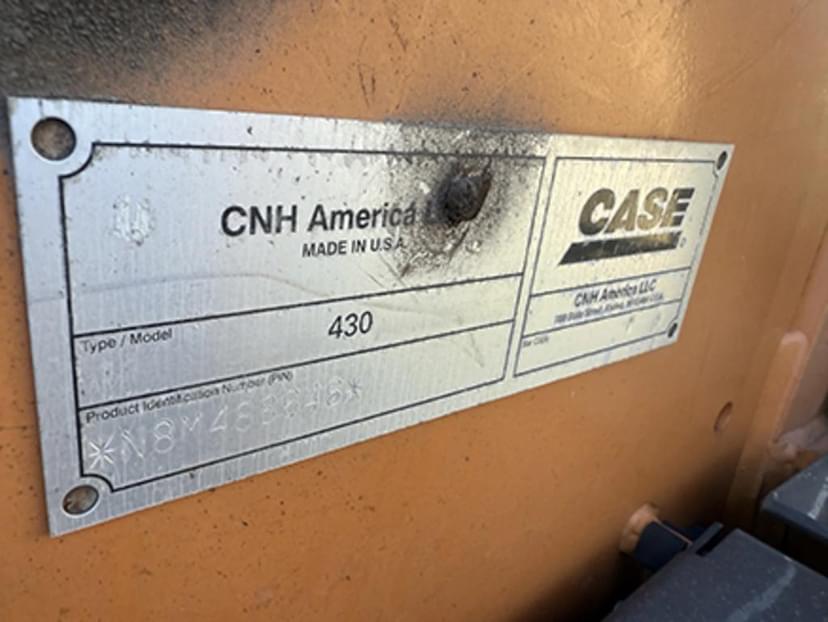 CNH America
MADE IN U.S.A.
Type / Model
430
Product Identification Number (PIN)
CASE
CNH America LLC